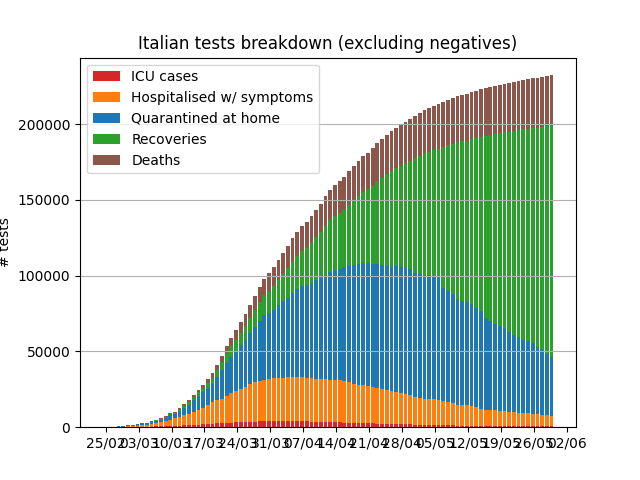 Italian tests breakdown (excluding negatives)
ICU cases
Hospitalised w/ symptoms
Quarantined at home
Recoveries
Deaths
# tests
200000
150000
100000
50000
0
25/02 03/03 10/03 17/03 24/03 31/03 07/04 14/04 21/04 28/04 05/05 12/05 19/05 26/05 02/06